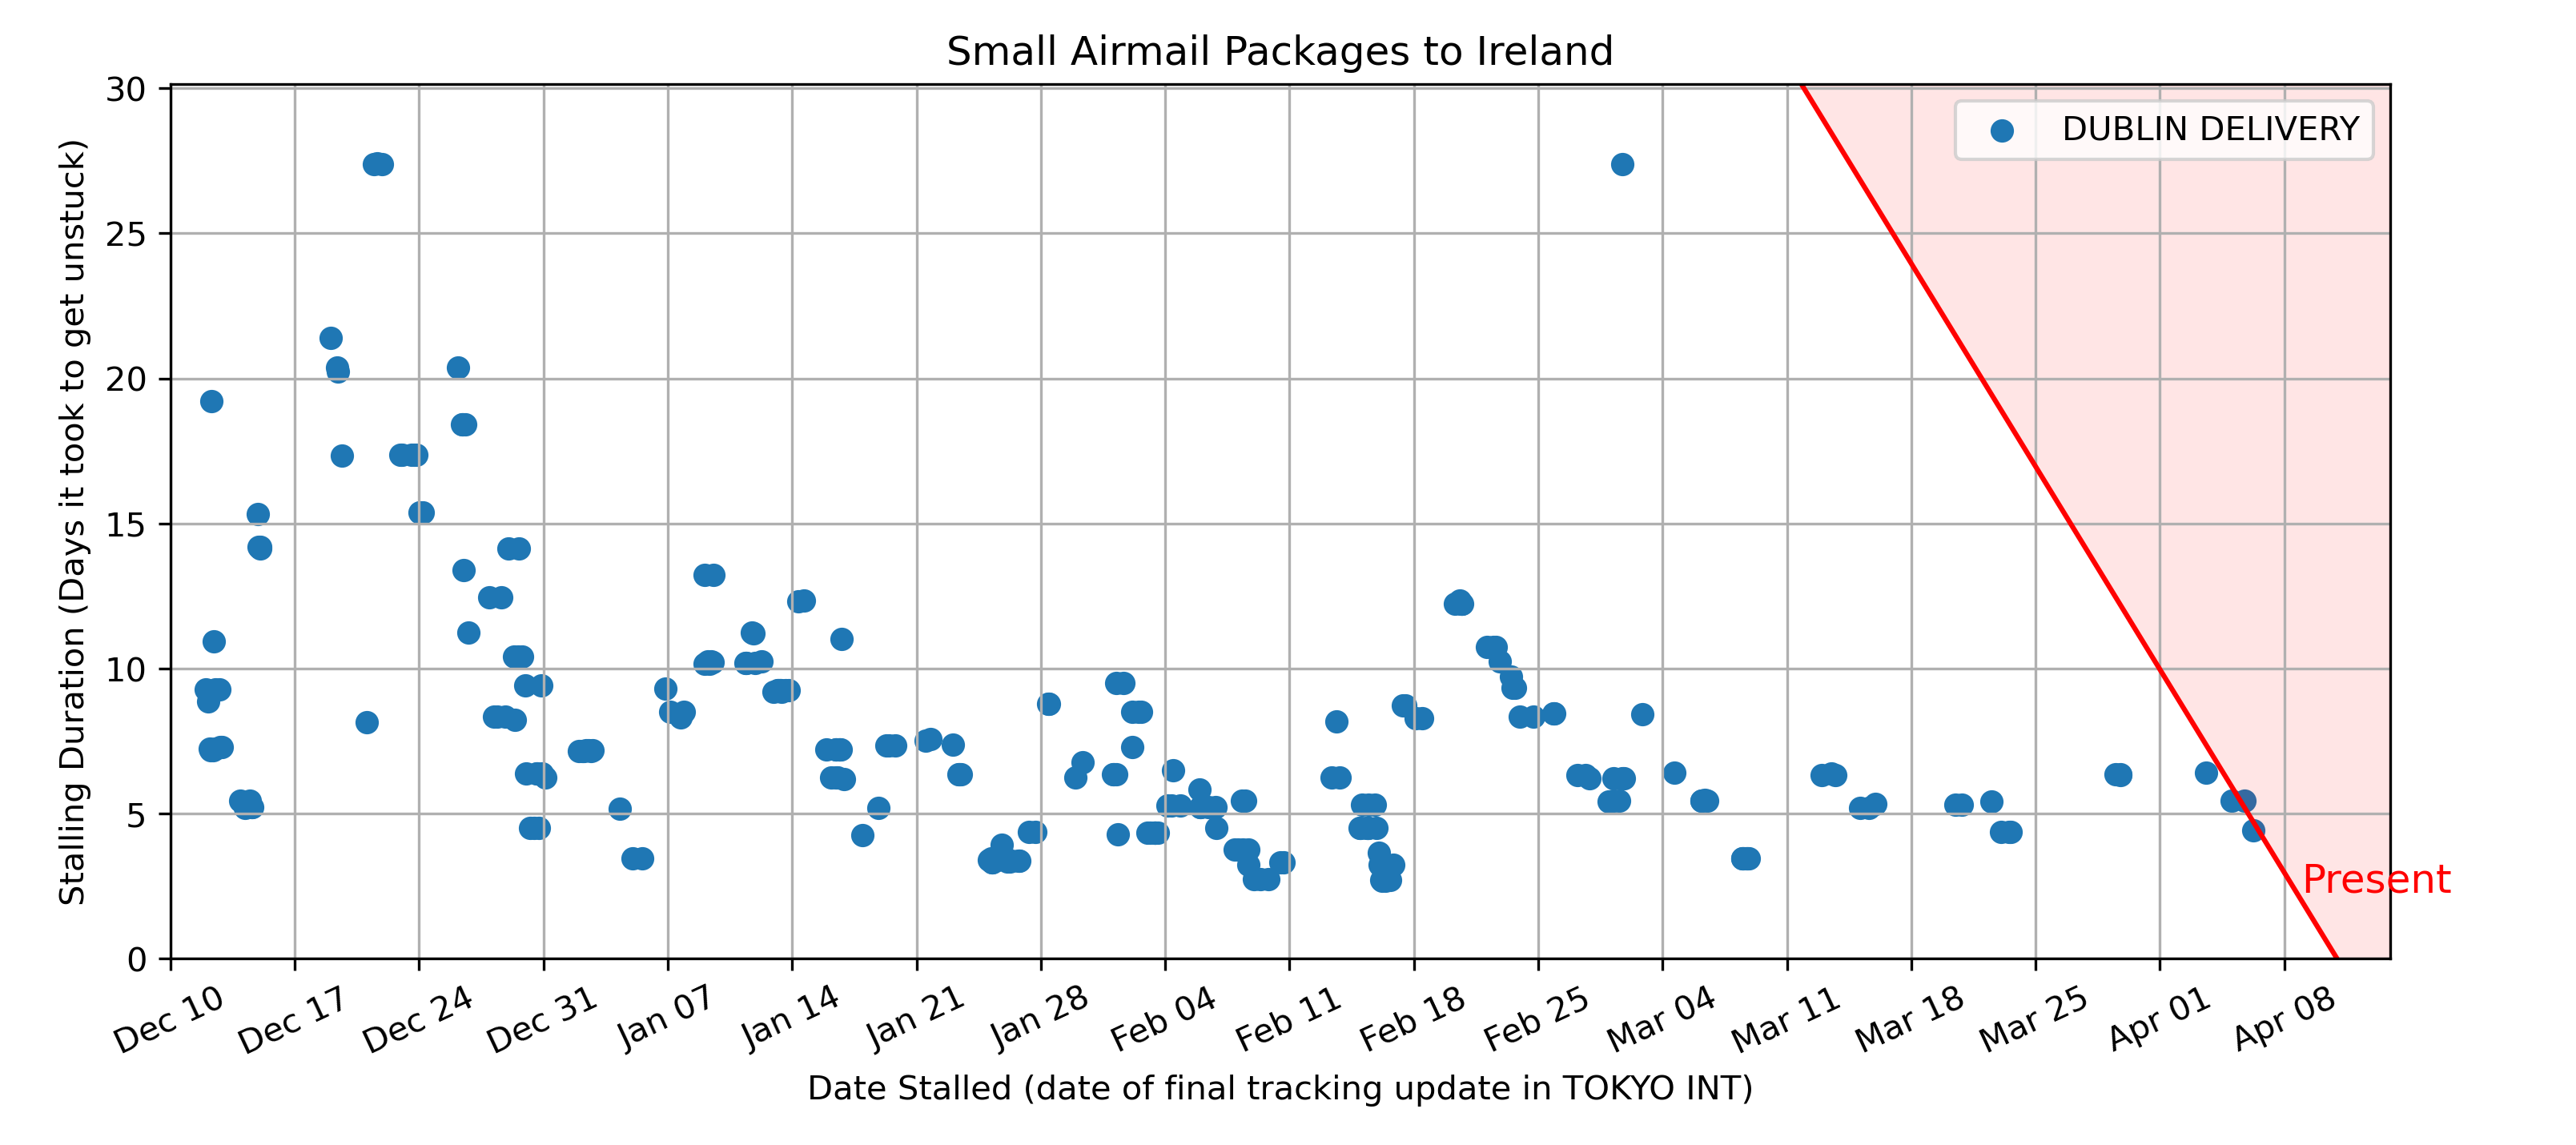 Small Airmail Packages to Ireland
Stalling Duration (Days it took to get unstuck)
30
25
20
15
10
5
0
DUBLIN DELIVERY
Present
Dec 10
Dec 17
Dec 24
Dec 31
Jan 07
Jan 14
Jan 21
Jan 28
Feb 04
Feb 11
Feb 18
Feb 25
Mar 04
Mar 11
Mar 18
Mar 25
Apr 01
Apr 08
Date Stalled (date of final tracking update in TOKYO INT)